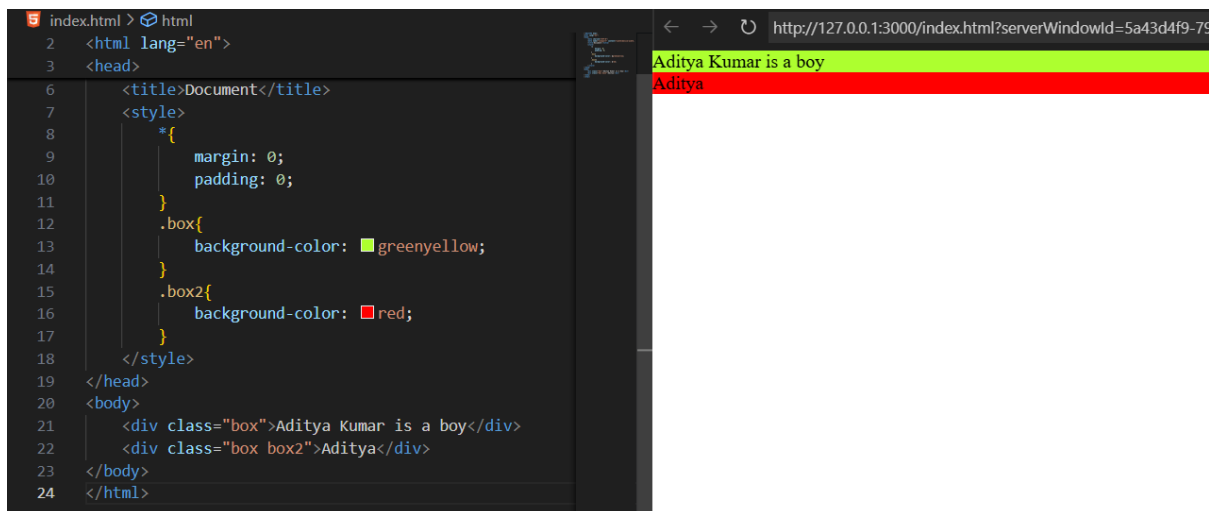 index.html > html
2 <html lang="en">
3 <head>
6 <title>Document</title>
7 <style>
8 *{
9 margin: 0;
10 padding: 0;
11 }
12 .box{
13 background-color: greenyellow;
14 }
15 .box2{
16 background-color: red;
17 }
18 </style>
19 </head>
20 <body>
21 <div class="box">Aditya Kumar is a boy</div>
22 <div class="box box2">Aditya</div>
23 </body>
24 </html>
http://127.0.0.1:3000/index.html?serverWindowId=5a43d4f9-79
Aditya Kumar is a boy
Aditya